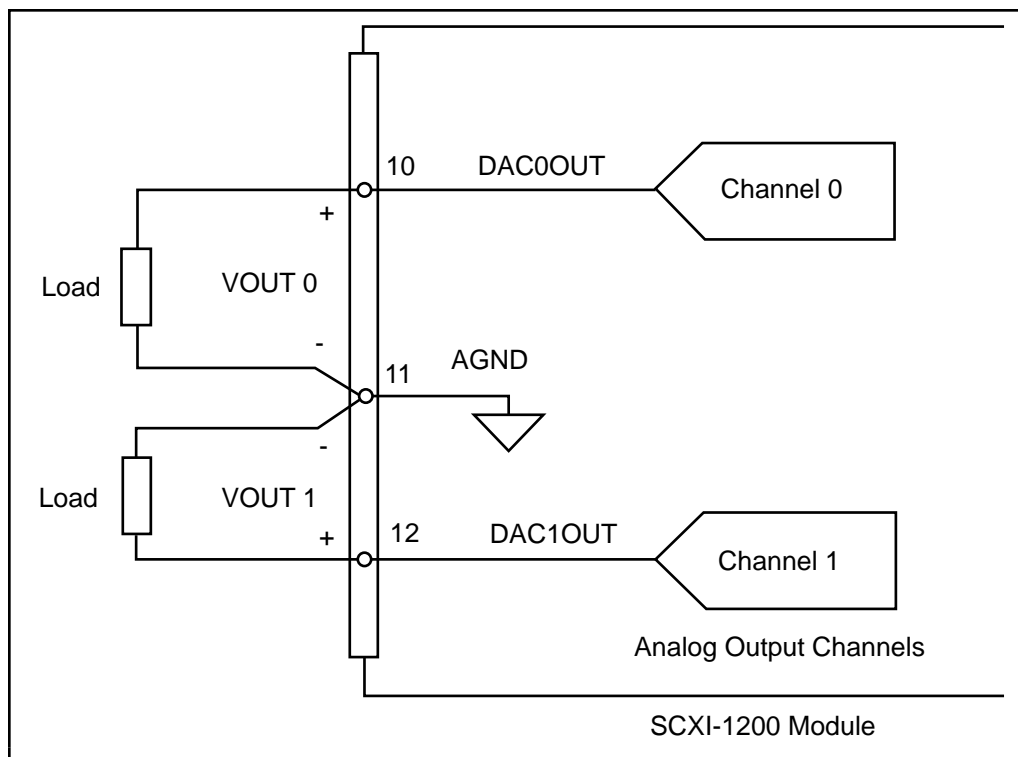 10 DAC0OUT
Channel 0
+
Load VOUT 0
-
11 AGND
-
Load VOUT 1
+
12 DAC1OUT
Channel 1
Analog Output Channels
SCXI-1200 Module